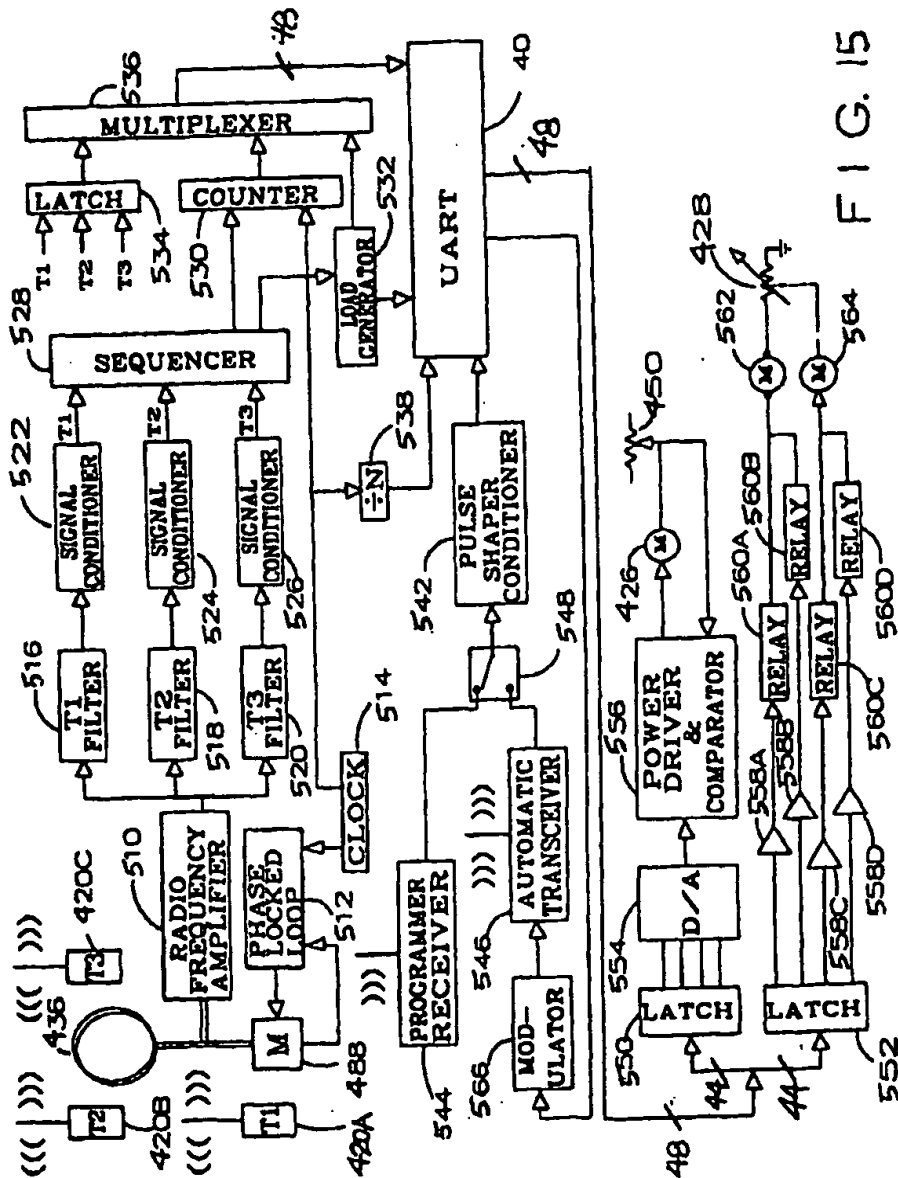 536
48
MULTIPLEXER
T1
T2
T3
LATCH
534
COUNTER
530
LOAD
GENERATOR
532
UART
40
48
528
SEQUENCER
T1
T2
T3
522
SIGNAL
CONDITIONER
SIGNAL
CONDITIONER
524
SIGNAL
CONDITIONER
526
÷N
538
542
PULSE
SHAPER
CONDITIONER
516
T1
FILTER
T2
FILTER
518
T3
FILTER
520
514
CLOCK
548
510
RADIO
FREQUENCY
AMPLIFIER
PHASE
LOCKED
LOOP
512
420C
T3
436
M
488
T2
420B
T1
420A
PROGRAMMER
RECEIVER
544
546
AUTOMATIC
TRANSCEIVER
566
MOD-
ULATOR
450
426
M
556
POWER
DRIVER
&
COMPARATOR
554
D/A
550
LATCH
44
44
48
LATCH
552
558A
558B
558C
558D
560A
560B
RELAY
RELAY
RELAY
RELAY
560C
560D
428
562
M
M
564
FIG. 15